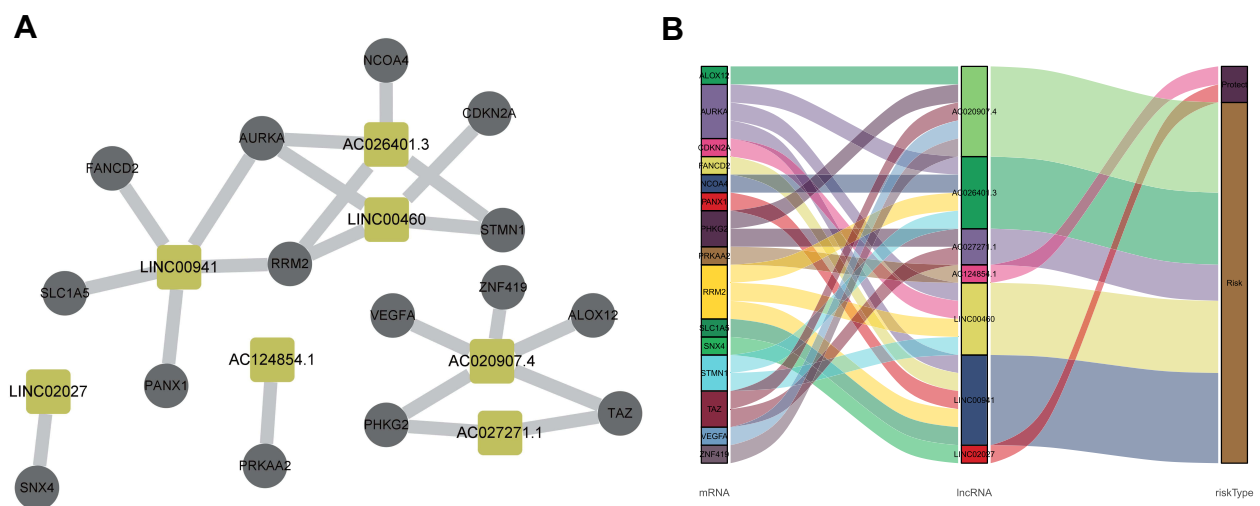 A
NCOA4
CDKN2A
AURKA
AC026401.3
FANCD2
LINC00460
STMN1
LINC00941
RRM2
SLC1A5
ZNF419
VEGFA
ALOX12
AC124854.1
AC020907.4
LINC02027
PANX1
TAZ
PHKG2
AC027271.1
PRKAA2
SNX4
B
ALOX12
AURKA
CDKN2A
FANCD2
NCOA4
PANX1
PHKG2
PRKAA2
RRM2
SLC1A5
SNX4
STMN1
TAZ
VEGFA
ZNF419
AC020907.4
AC026401.3
AC027271.1
AC124854.1
LINC00460
LINC00941
LINC02027
Protect
Risk
mRNA
lncRNA
riskType